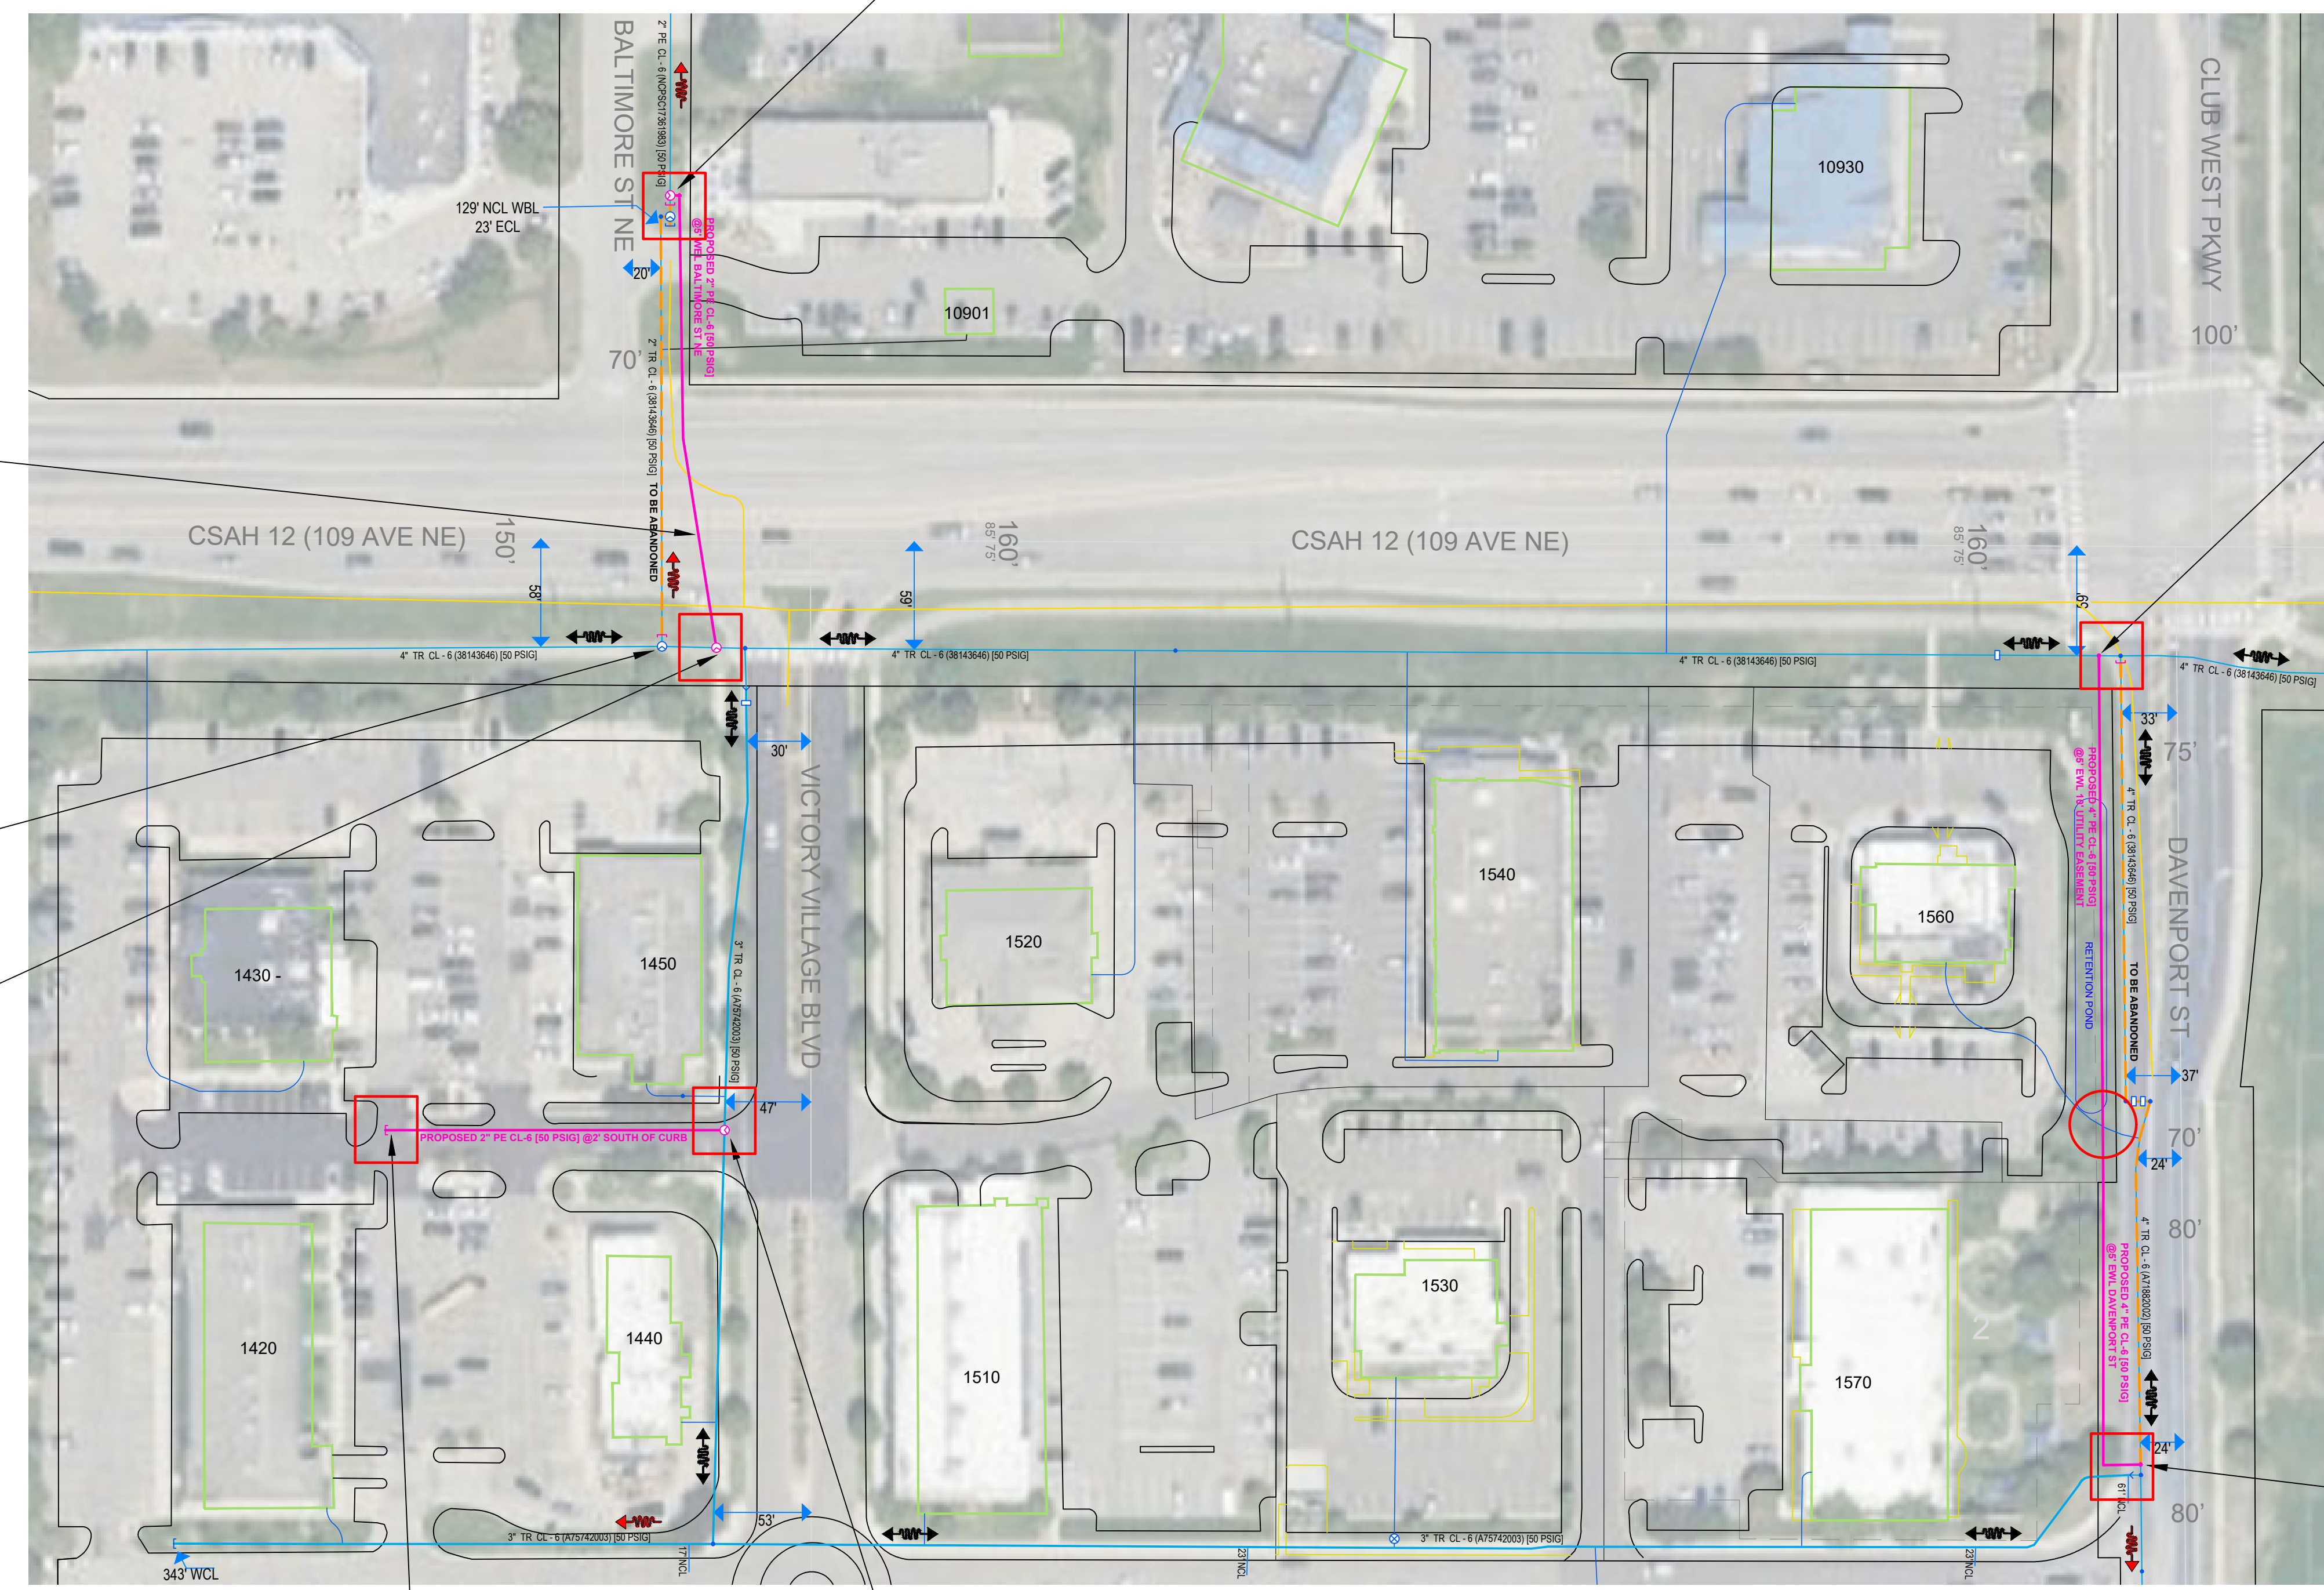 BALTIMORE ST NE
2" PE CL - 6 (NCPSC17361983) [50 PSIG]
CLUB WEST PKWY
10930
129' NCL WBL
23' ECL
PROPOSED 2" PE CL-6 [50 PSIG]
@5' WEL BALTIMORE ST NE
20'
10901
70'
100'
2" TR CL - 6 (38143646) [50 PSIG] TO BE ABANDONED
CSAH 12 (109 AVE NE)
150'
160'
85' 75'
CSAH 12 (109 AVE NE)
160'
85' 75'
58'
59'
59'
4" TR CL - 6 (38143646) [50 PSIG]
4" TR CL - 6 (38143646) [50 PSIG]
4" TR CL - 6 (38143646) [50 PSIG]
4" TR CL - 6 (38143646) [50 PSIG]
33'
30'
75'
VICTORY VILLAGE BLVD
PROPOSED 4" PE CL-6 [50 PSIG]
@5' EWL 16' UTILITY EASEMENT
4" TR CL - 6 (38143646) [50 PSIG]
TO BE ABANDONED
DAVENPORT ST
RETENTION POND
1540
1560
1
1520
1450
1430 -
3" TR CL - 6 (A75742003) [50 PSIG]
37'
47'
PROPOSED 2" PE CL-6 [50 PSIG] @2' SOUTH OF CURB
70'
24'
80'
4" TR CL - 6 (A71882002) [50 PSIG]
PROPOSED 4" PE CL-6 [50 PSIG]
@5' EWL DAVENPORT ST
1530
2
1440
1420
1510
1570
24'
61' NCL
80'
53'
3" TR CL - 6 (A75742003) [50 PSIG]
3" TR CL - 6 (A75742003) [50 PSIG]
17' NCL
23' NCL
23' NCL
343' WCL